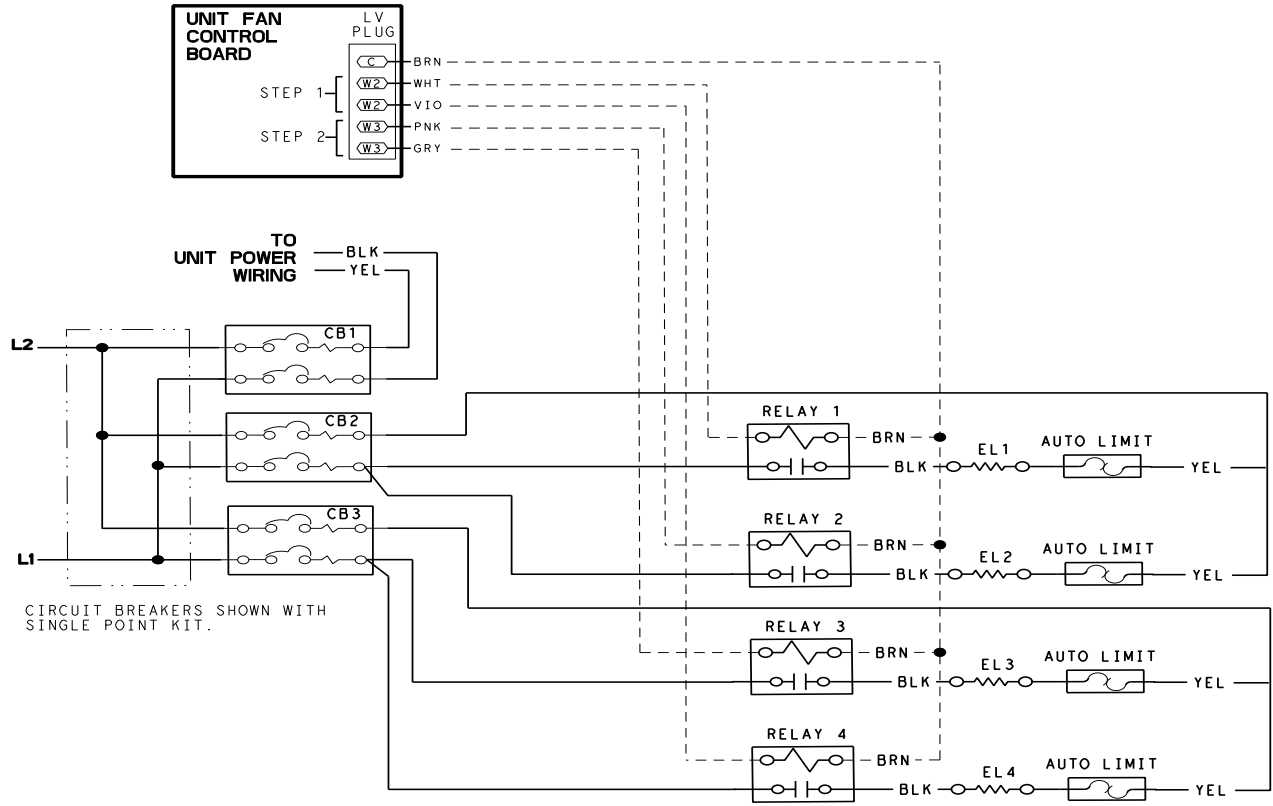 UNIT FAN
CONTROL
BOARD
LV
PLUG
C
BRN
W2
WHT
STEP 1
W2
VIO
W3
PNK
STEP 2
W3
GRY
TO
UNIT POWER
WIRING
BLK
YEL
L2
CB1
CB2
RELAY 1
BRN
BLK
EL1
AUTO LIMIT
YEL
CB3
RELAY 2
BRN
BLK
EL2
AUTO LIMIT
YEL
L1
CIRCUIT BREAKERS SHOWN WITH
SINGLE POINT KIT.
RELAY 3
BRN
BLK
EL3
AUTO LIMIT
YEL
RELAY 4
BRN
BLK
EL4
AUTO LIMIT
YEL